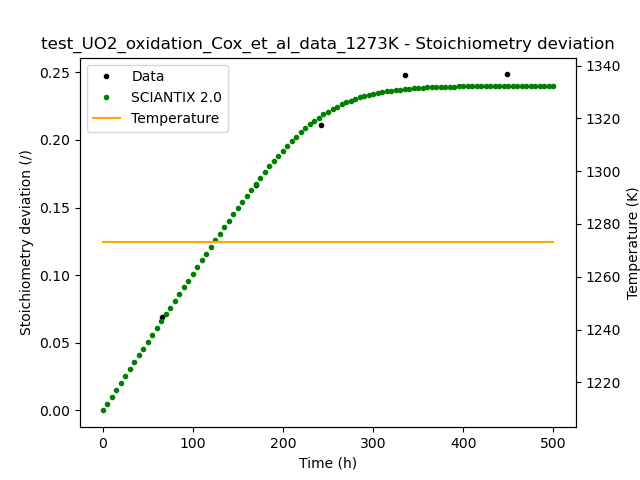 test_UO2_oxidation_Cox_et_al_data_1273K - Stoichiometry deviation
Data
SCIANTIX 2.0
Temperature
Stoichiometry deviation (/)
0.25
0.20
0.15
0.10
0.05
0.00
1340
1320
1300
1280
1260
1240
1220
Temperature (K)
0 100 200 300 400 500
Time (h)